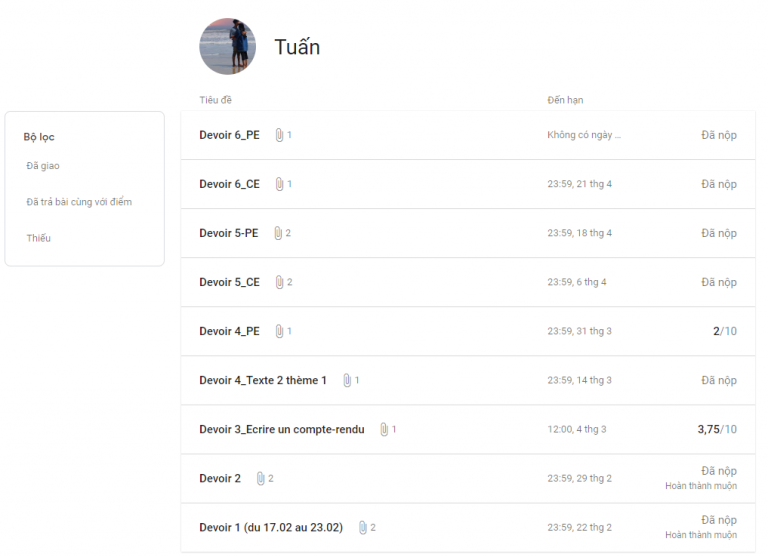 Tuấn
Tiêu đề
Đến hạn
Bộ lọc
Đã giao
Đã trả bài cùng với điểm
Thiếu
Devoir 6_PE 1 Không có ngày ... Đã nộp
Devoir 6_CE 1 23:59, 21 thg 4 Đã nộp
Devoir 5-PE 2 23:59, 18 thg 4 Đã nộp
Devoir 5_CE 2 23:59, 6 thg 4 Đã nộp
Devoir 4_PE 1 23:59, 31 thg 3 2/10
Devoir 4_Texte 2 thème 1 1 23:59, 14 thg 3 Đã nộp
Devoir 3_Ecrire un compte-rendu 1 12:00, 4 thg 3 3,75/10
Devoir 2 2 23:59, 29 thg 2 Đã nộp
Hoàn thành muộn
Devoir 1 (du 17.02 au 23.02) 2 23:59, 22 thg 2 Đã nộp
Hoàn thành muộn